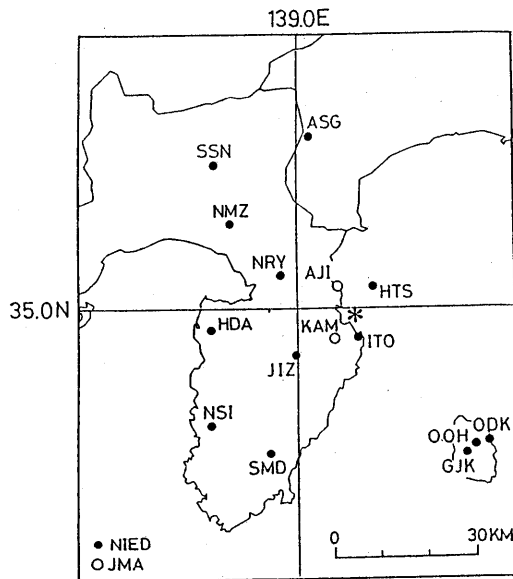 139.0E
ASG
SSN
NMZ
NRY
AJI
HTS
35.0N
HDA
KAM
*
ITO
JIZ
NSI
ODK
O.OH
GJK
SMD
● NIED
○ JMA
0 30KM